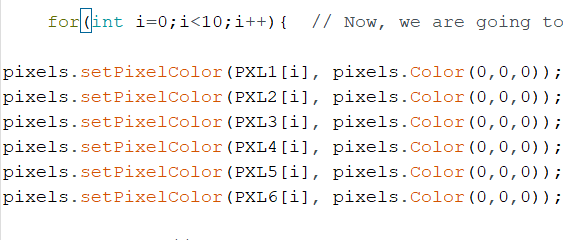 for(int i=0;i<10;i++){  // Now, we are going to
pixels.setPixelColor(PXL1[i], pixels.Color(0,0,0));
pixels.setPixelColor(PXL2[i], pixels.Color(0,0,0));
pixels.setPixelColor(PXL3[i], pixels.Color(0,0,0));
pixels.setPixelColor(PXL4[i], pixels.Color(0,0,0));
pixels.setPixelColor(PXL5[i], pixels.Color(0,0,0));
pixels.setPixelColor(PXL6[i], pixels.Color(0,0,0));